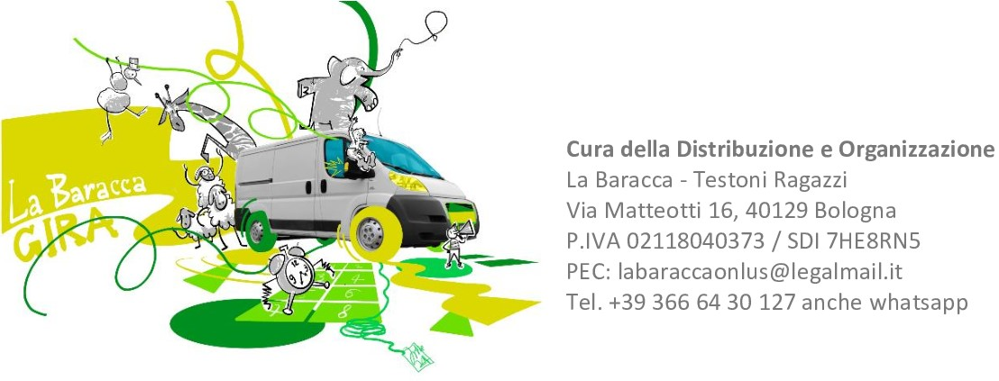 La Baracca
GIRA
Cura della Distribuzione e Organizzazione
La Baracca - Testoni Ragazzi
Via Matteotti 16, 40129 Bologna
P.IVA 02118040373 / SDI 7HE8RN5
PEC: labaraccaonlus@legalmail.it
Tel. +39 366 64 30 127 anche whatsapp